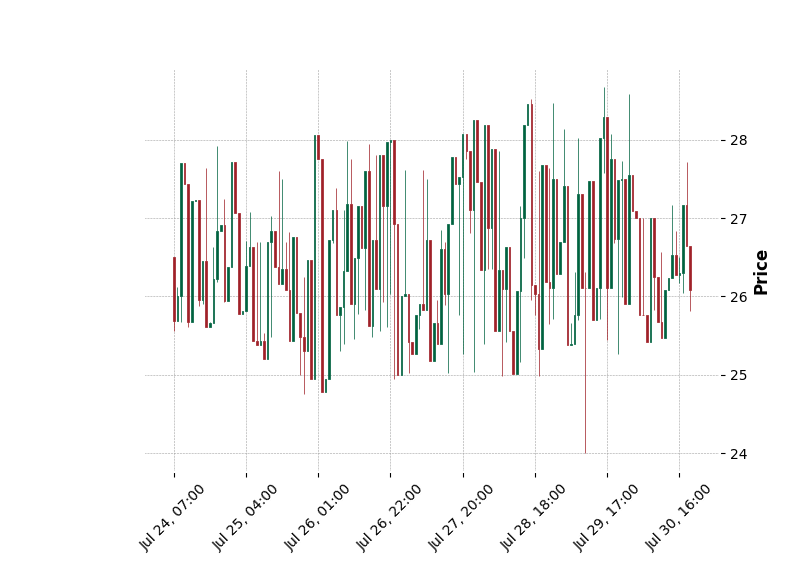 28
27
26
25
24
Price
Jul 24, 07:00
Jul 25, 04:00
Jul 26, 01:00
Jul 26, 22:00
Jul 27, 20:00
Jul 28, 18:00
Jul 29, 17:00
Jul 30, 16:00